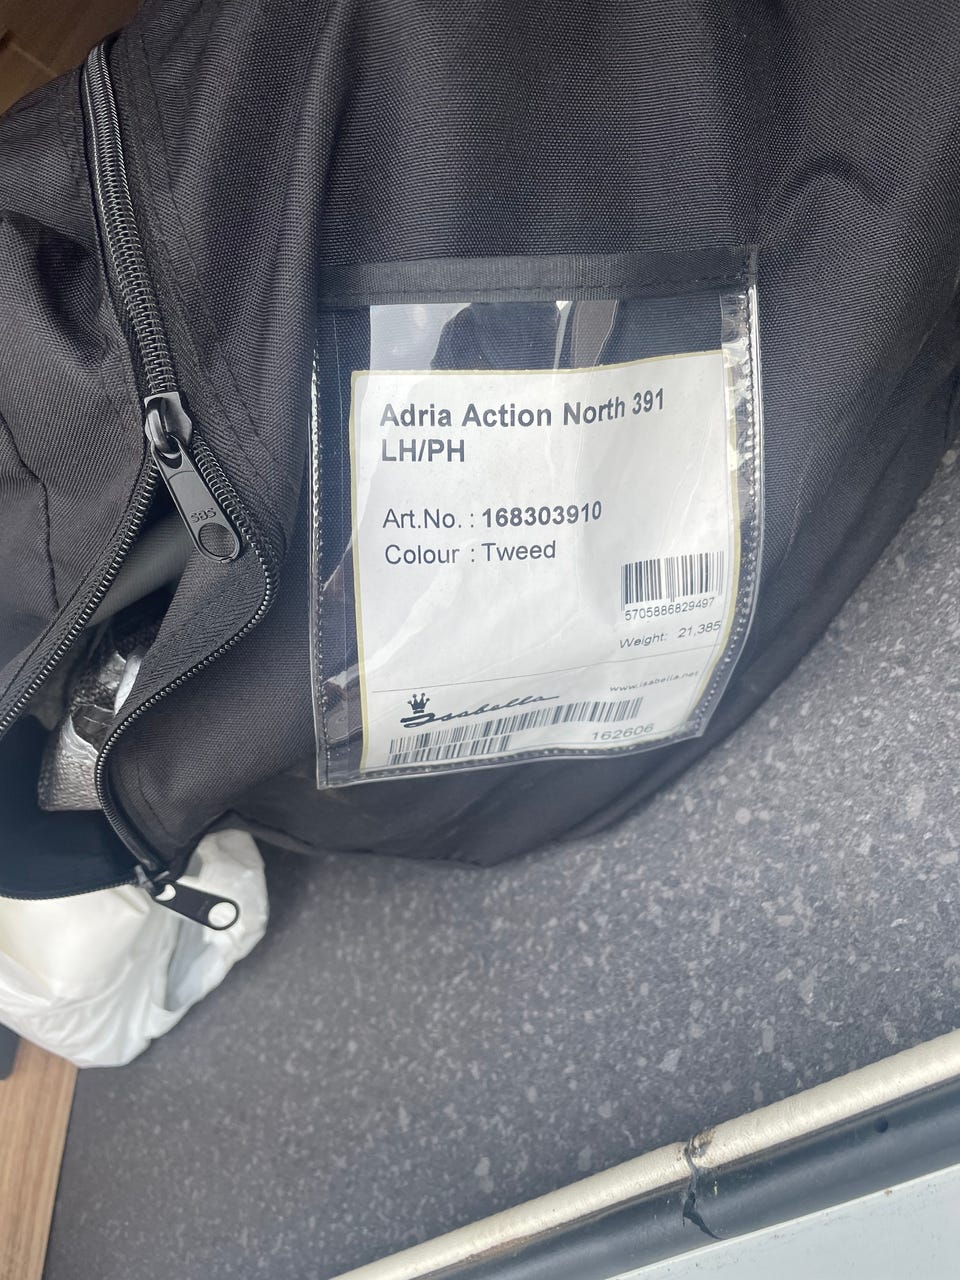 sas
Adria Action North 391
LH/PH
Art.No. : 168303910
Colour : Tweed
5705886829497
Weight: 21,385
www.isabella.net
Isabella
162606